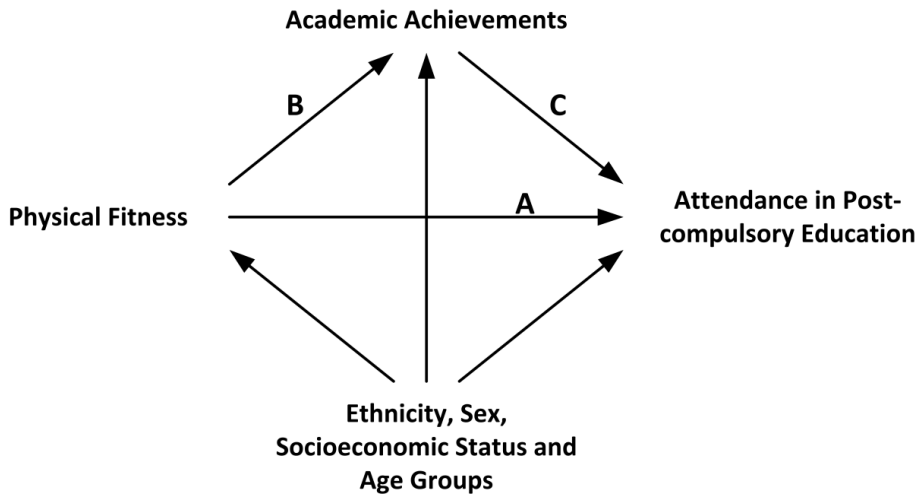 Academic Achievements
B
C
Physical Fitness
A
Attendance in Post-
compulsory Education
Ethnicity, Sex,
Socioeconomic Status and
Age Groups